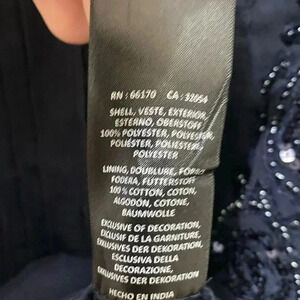 RN : 66170 CA : 32054
SHELL, VESTE, EXTERIOR,
ESTERNO, OBERSTOFF
100% POLYESTER, POLYESTER,
POLIÉSTER, POLIESTERE,
POLYESTER
LINING, DOUBLURE, FORRO
FODERA, FUTTERSTOFF
100% COTTON, COTON,
ALGODON, COTONE,
BAUMWOLLE
EXCLUSIVE OF DECORATION,
EXCLUSIF DE LA GARNITURE,
EXCLUSIVEN DER DEKORATION
ESCLUSIVA DELLA
DECORAZIONE,
EXCLUSIVES DER DEKORATION
HECHO EN INDIA